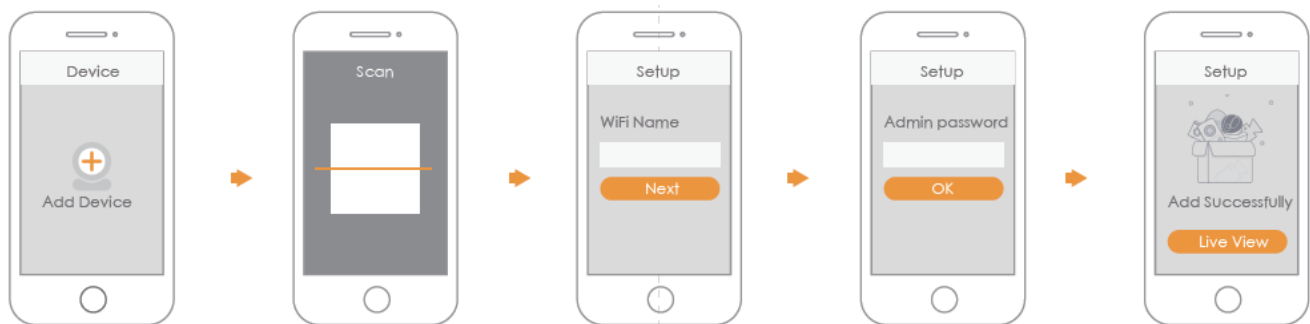 Device
Add Device
Scan
Setup
WiFi Name
Next
Setup
Admin password
OK
Setup
Add Successfully
Live View